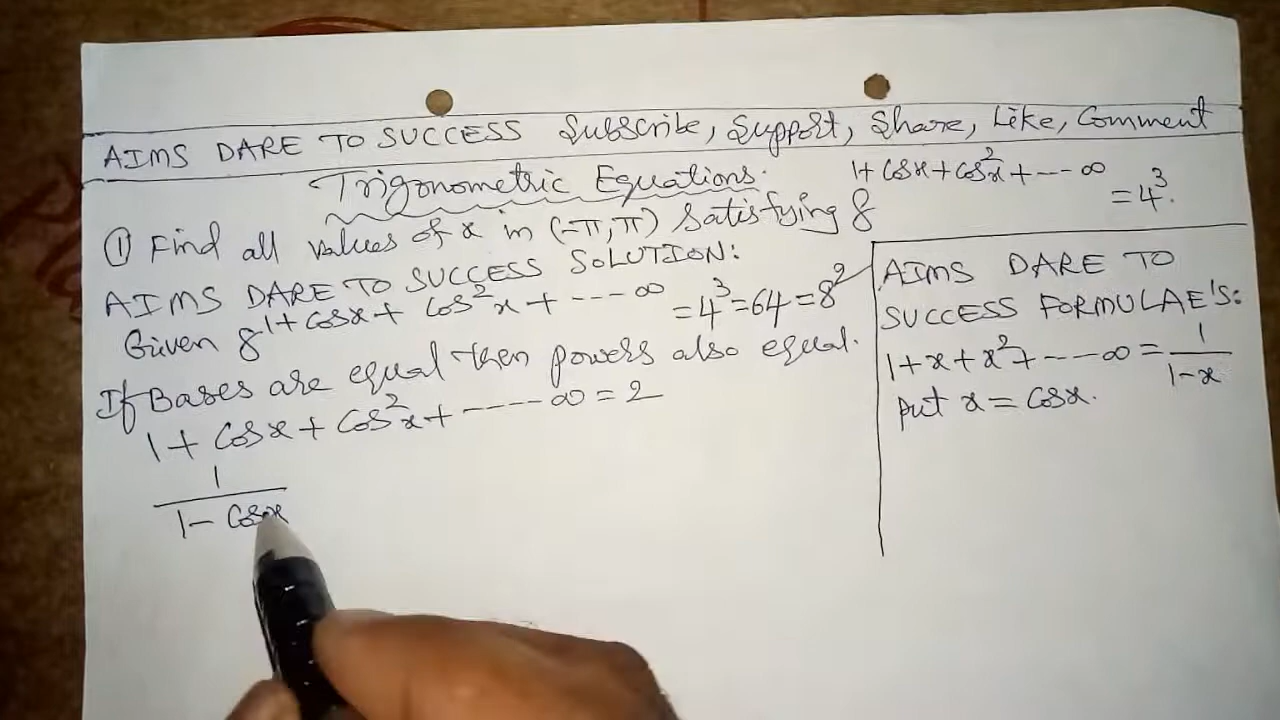 AIMS DARE TO SUCCESS Subscribe, Support, Share, Like, Comment
Trigonometric Equations.
① Find all values of x in (-π, π) Satisfying 8^(1+cosx+cos²x+----∞) = 4³.
AIMS DARE TO SUCCESS SOLUTION:
Given 8^(1+cosx+cos²x+----∞) = 4³ = 64 = 8²
If Bases are equal then powers also equal.
1+cosx+cos²x+------∞ = 2
1
1-cosx
AIMS DARE TO
SUCCESS FORMULAE'S:
1+x+x²+----∞ = 1/(1-x)
put x = cosx.